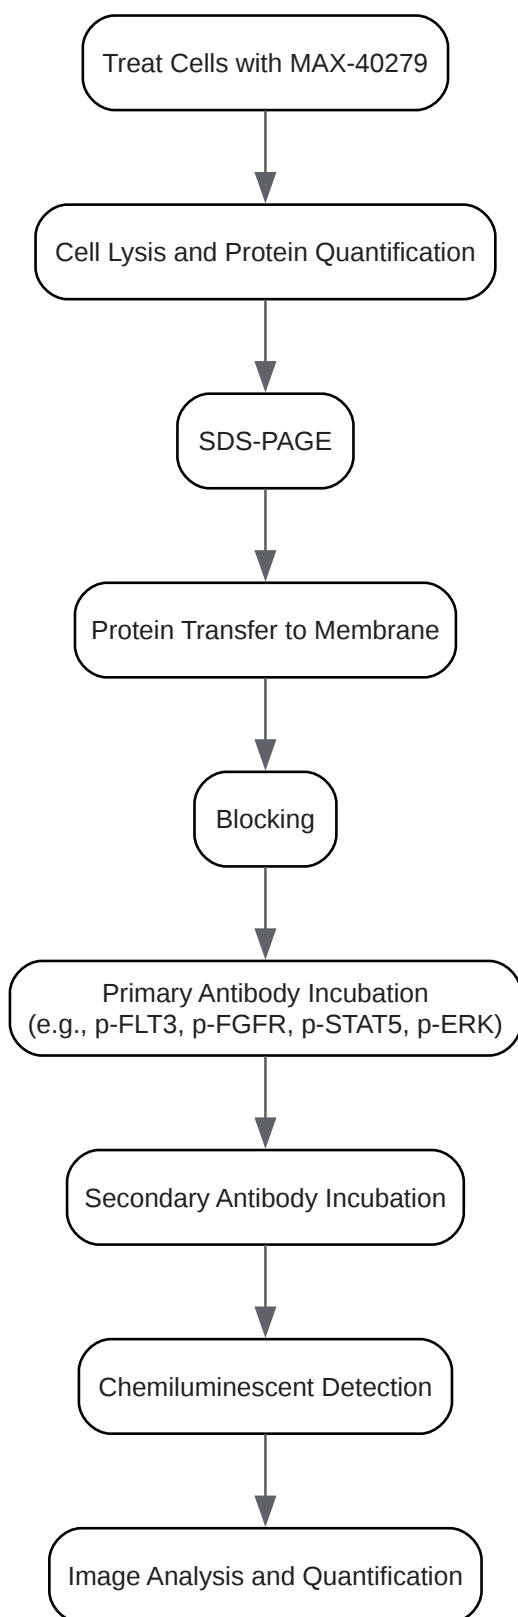 Treat Cells with MAX-40279
Cell Lysis and Protein Quantification
SDS-PAGE
Protein Transfer to Membrane
Blocking
Primary Antibody Incubation
(e.g., p-FLT3, p-FGFR, p-STAT5, p-ERK)
Secondary Antibody Incubation
Chemiluminescent Detection
Image Analysis and Quantification